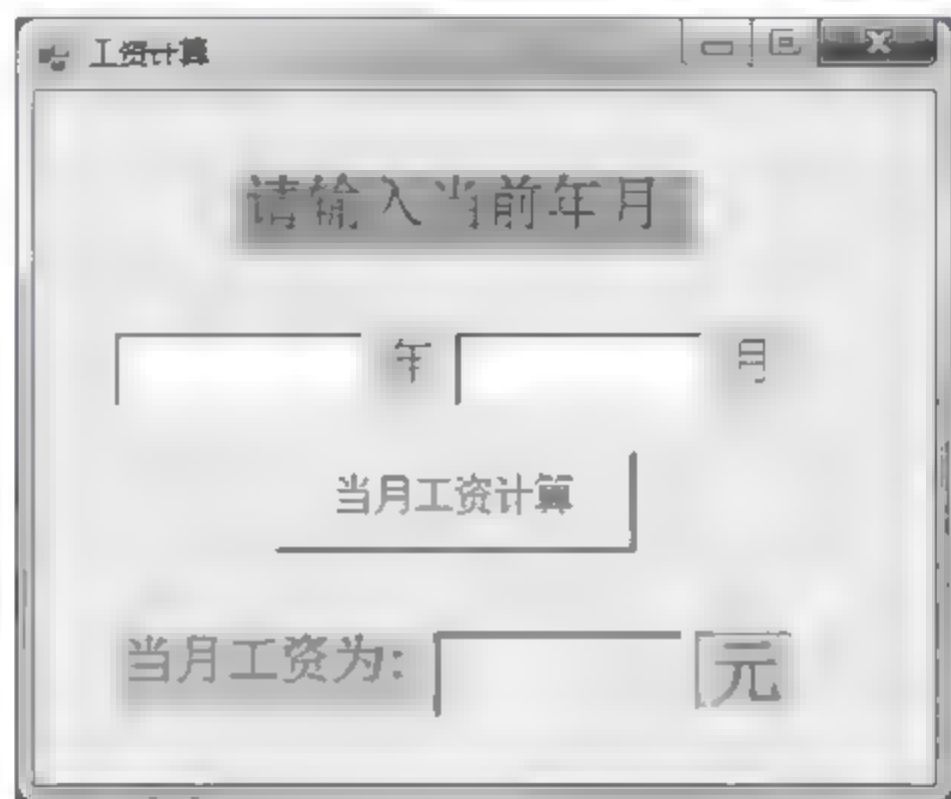 工资计算
请输入当前年月
年 月
当月工资计算
当月工资为: 元